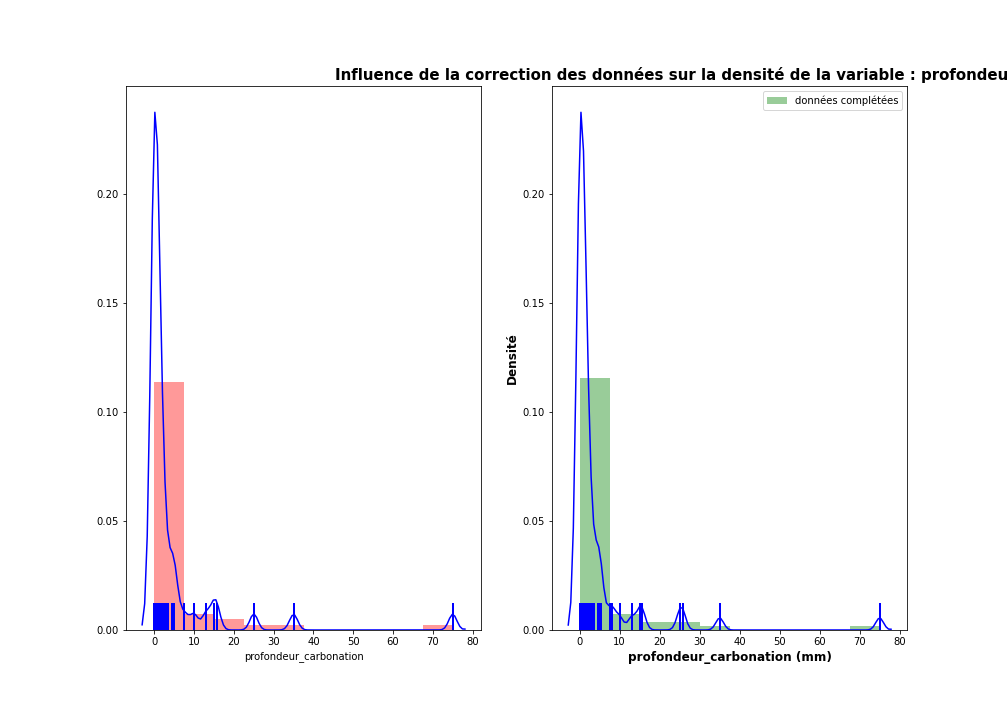 Influence de la correction des données sur la densité de la variable : profondeu
données complétées
0.20
0.15
0.10
0.05
0.00
0 10 20 30 40 50 60 70 80
profondeur_carbonation
Densité
0.20
0.15
0.10
0.05
0.00
0 10 20 30 40 50 60 70 80
profondeur_carbonation (mm)